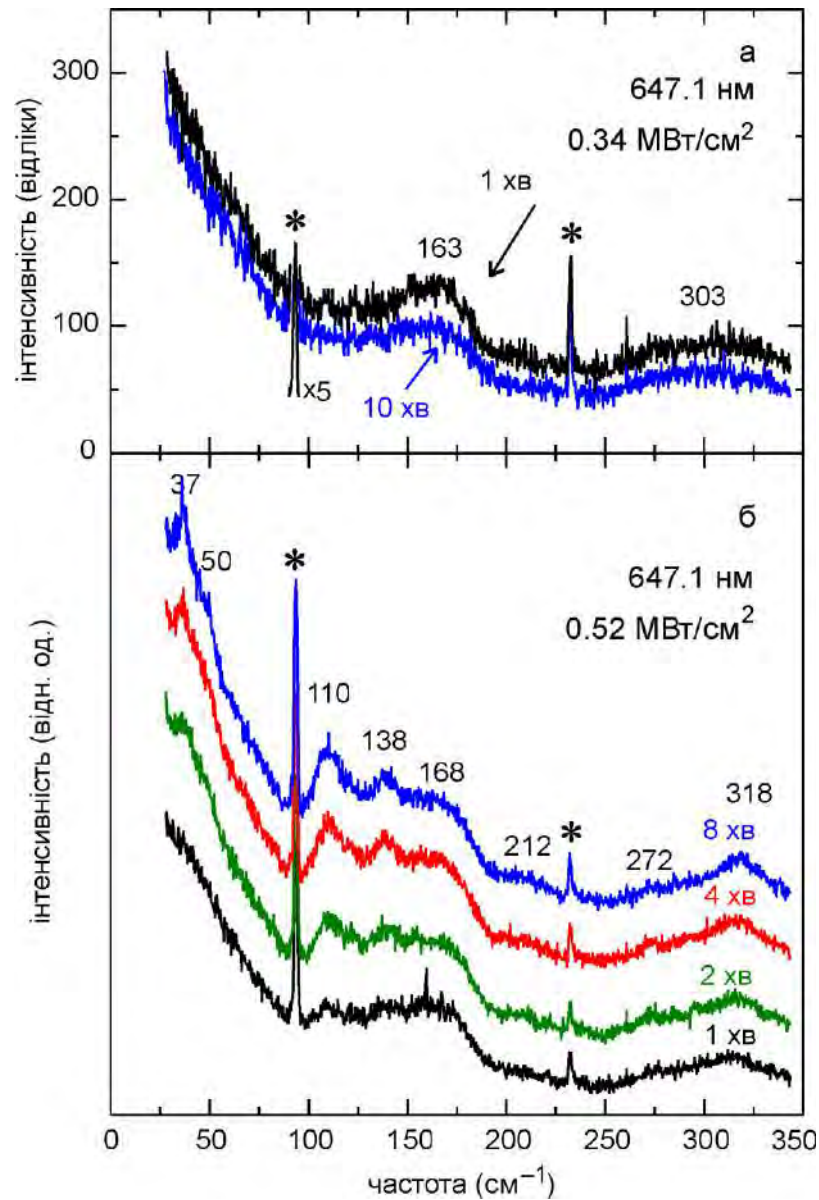 інтенсивність (відліки)
300
200
100
0
а
647.1 нм
0.34 МВт/см²
1 хв
*
163
*
303
x5
10 хв
інтенсивність (відн. од.)
37
50
*
б
647.1 нм
0.52 МВт/см²
110
138
168
212
*
272
318
8 хв
4 хв
2 хв
1 хв
0 50 100 150 200 250 300 350
частота (см⁻¹)